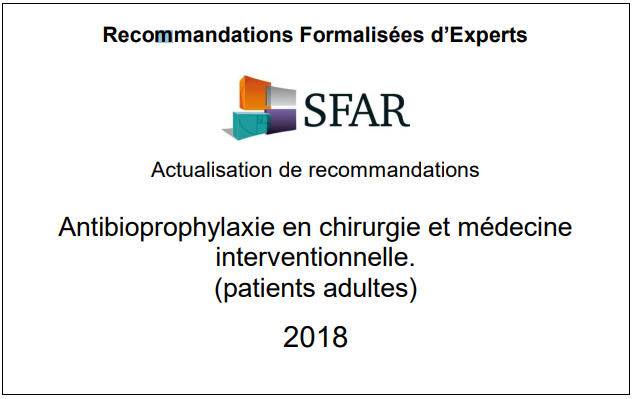 Recommandations Formalisées d'Experts
SFAR
Actualisation de recommandations
Antibioprophylaxie en chirurgie et médecine
interventionnelle.
(patients adultes)
2018